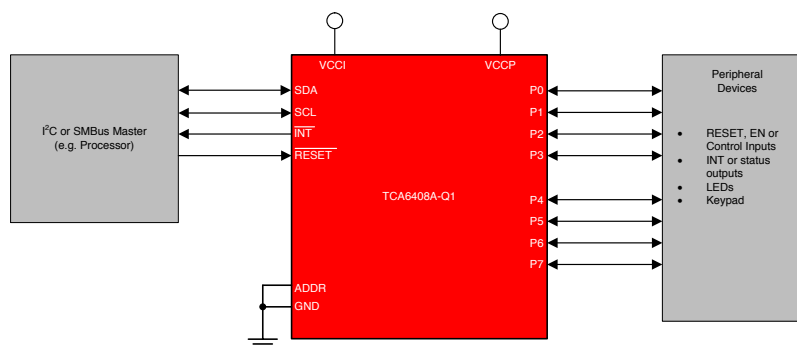 VCCI
VCCP
I²C or SMBus Master
(e.g. Processor)
SDA
SCL
INT
RESET
TCA6408A-Q1
ADDR
GND
P0
P1
P2
P3
P4
P5
P6
P7
Peripheral
Devices
• RESET, EN or
Control Inputs
• INT or status
outputs
• LEDs
• Keypad